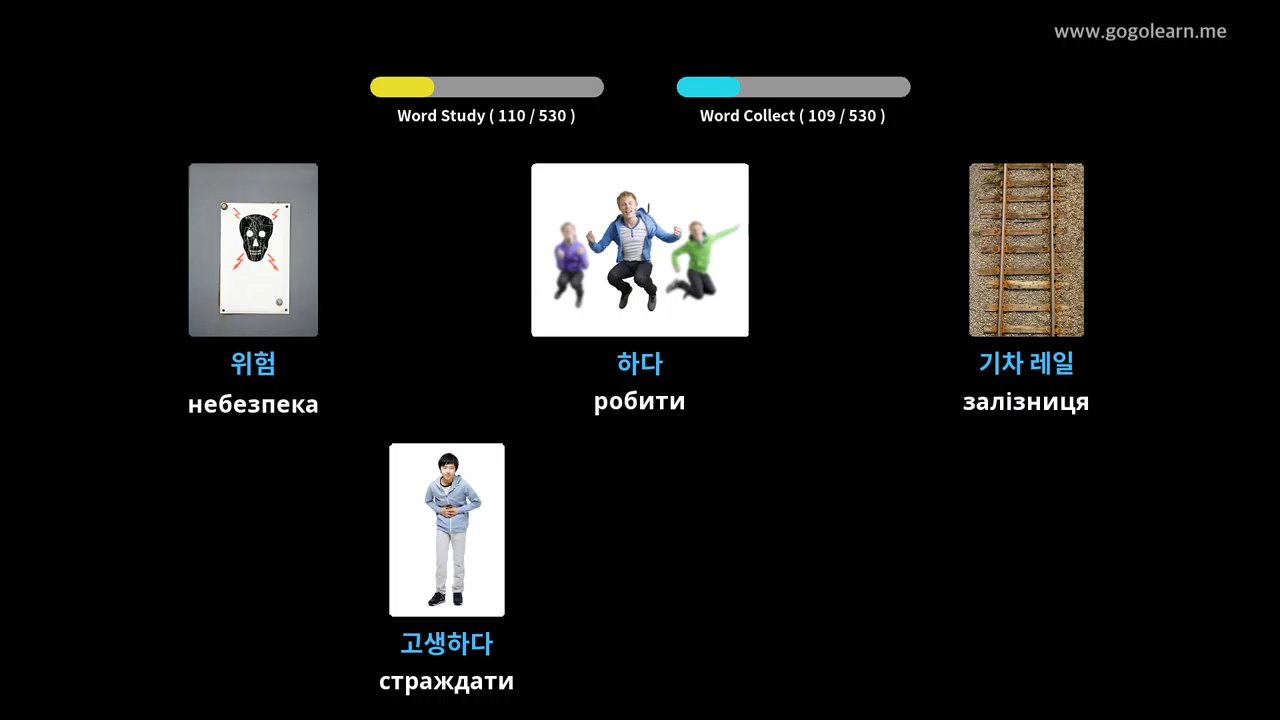 www.gogolearn.me
Word Study ( 110 / 530 )
Word Collect ( 109 / 530 )
위험
небезпека
하다
робити
기차 레일
залізниця
고생하다
страждати